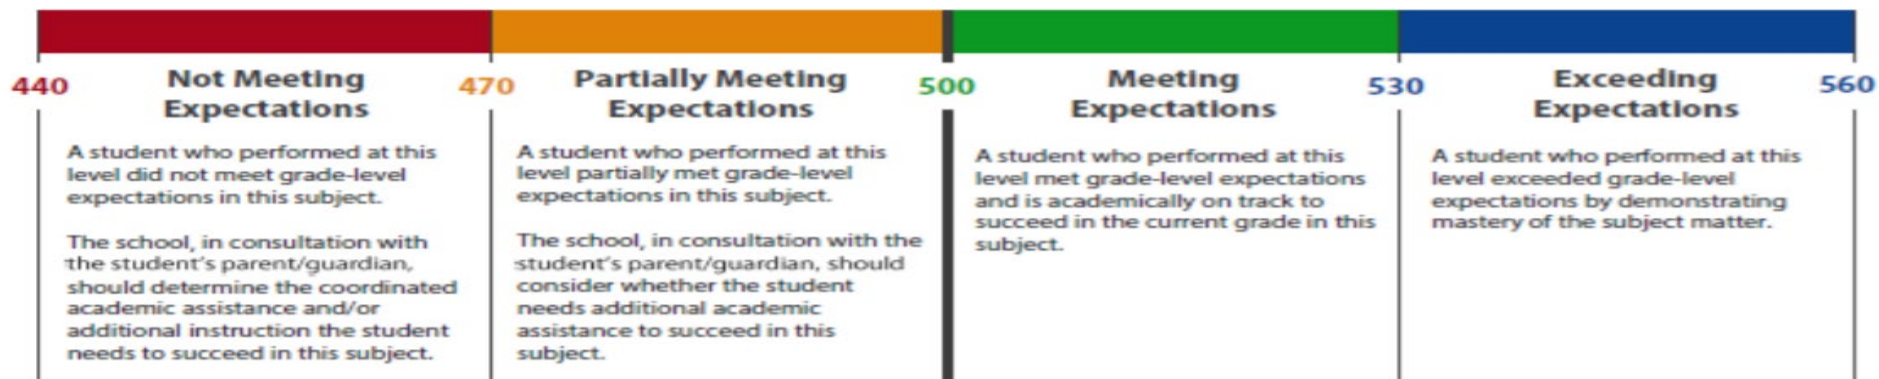 440
Not Meeting
Expectations
470
Partially Meeting
Expectations
500
Meeting
Expectations
530
Exceeding
Expectations
560
A student who performed at this
level did not meet grade-level
expectations in this subject.
The school, in consultation with
the student's parent/guardian,
should determine the coordinated
academic assistance and/or
additional instruction the student
needs to succeed in this subject.
A student who performed at this
level partially met grade-level
expectations in this subject.
The school, in consultation with the
student's parent/guardian, should
consider whether the student
needs additional academic
assistance to succeed in this
subject.
A student who performed at this
level met grade-level expectations
and is academically on track to
succeed in the current grade in this
subject.
A student who performed at this
level exceeded grade-level
expectations by demonstrating
mastery of the subject matter.